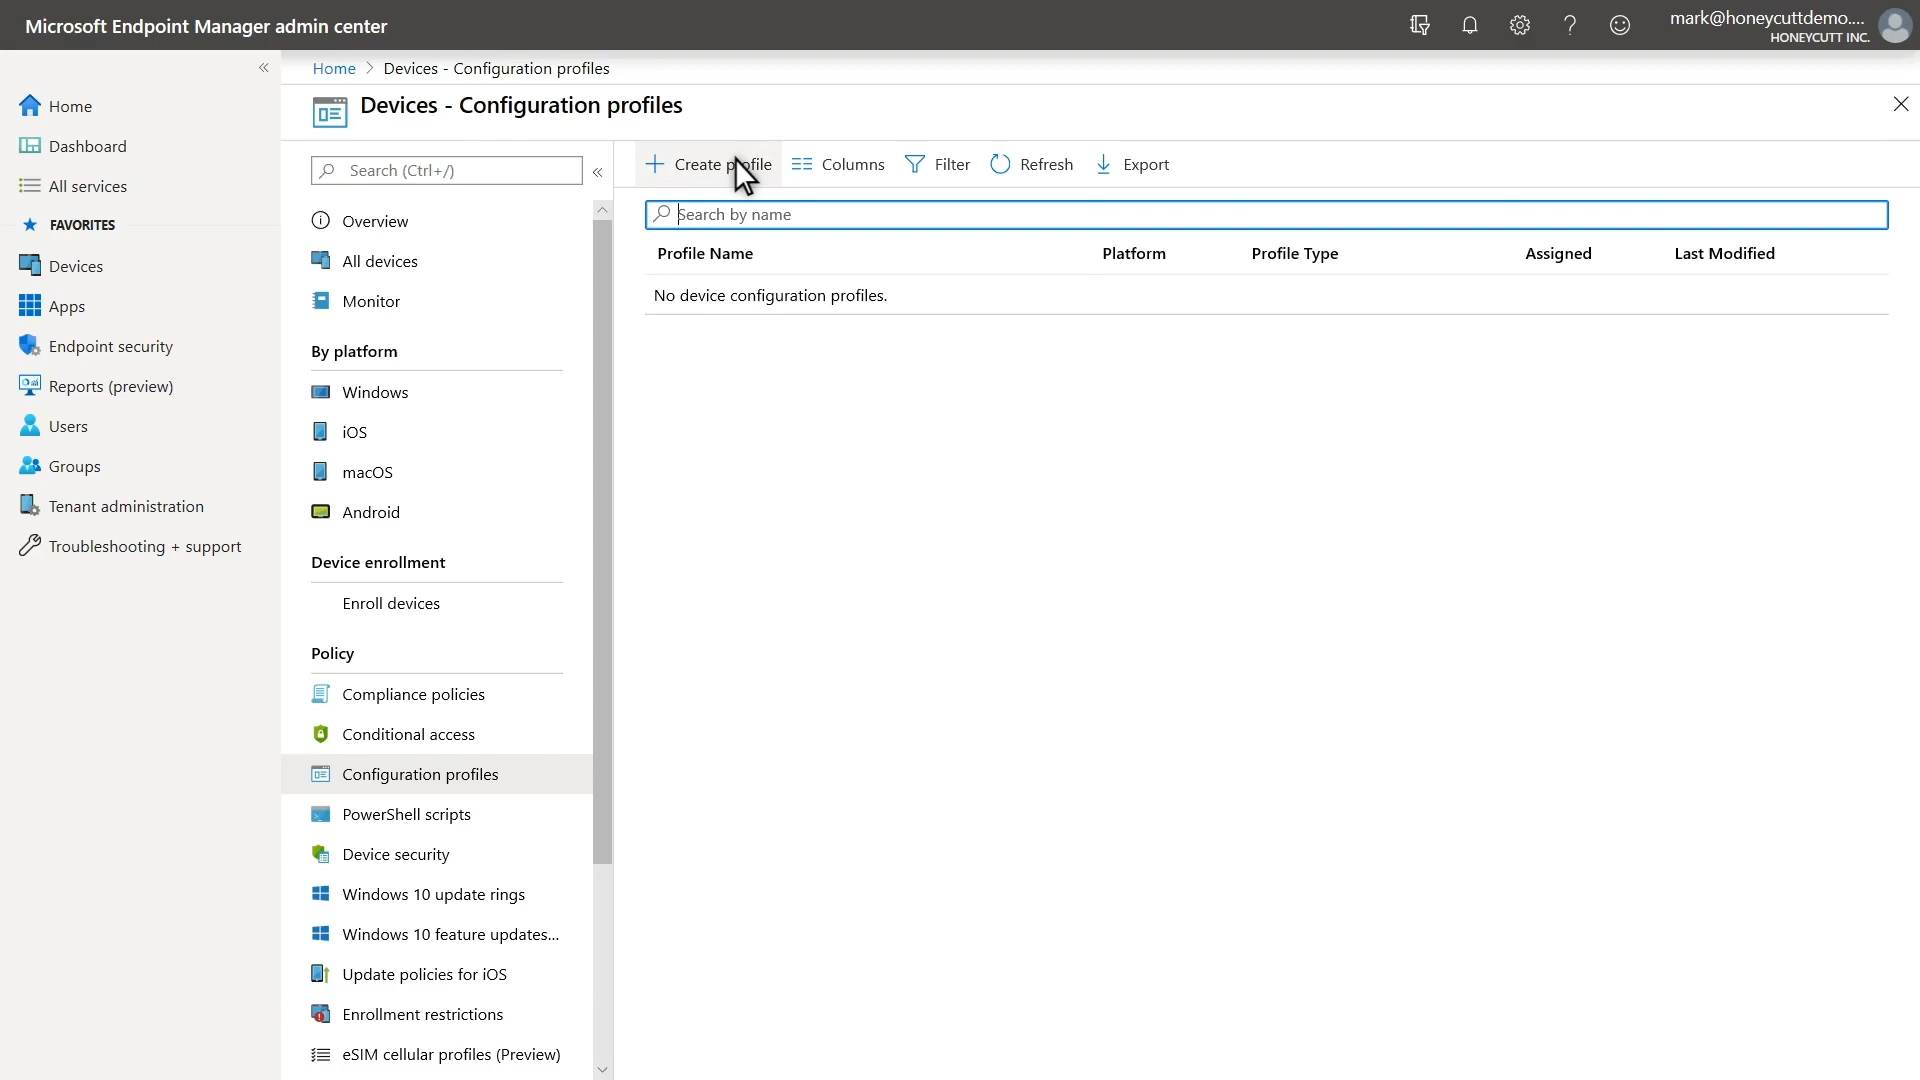 Microsoft Endpoint Manager admin center
mark@honeycuttdemo....
HONEYCUTT INC.
Home
Dashboard
All services
FAVORITES
Devices
Apps
Endpoint security
Reports (preview)
Users
Groups
Tenant administration
Troubleshooting + support
Home > Devices - Configuration profiles
Devices - Configuration profiles
Search (Ctrl+/)
Overview
All devices
Monitor
By platform
Windows
iOS
macOS
Android
Device enrollment
Enroll devices
Policy
Compliance policies
Conditional access
Configuration profiles
PowerShell scripts
Device security
Windows 10 update rings
Windows 10 feature updates...
Update policies for iOS
Enrollment restrictions
eSIM cellular profiles (Preview)
Create profile Columns Filter Refresh Export
Search by name
Profile Name Platform Profile Type Assigned Last Modified
No device configuration profiles.